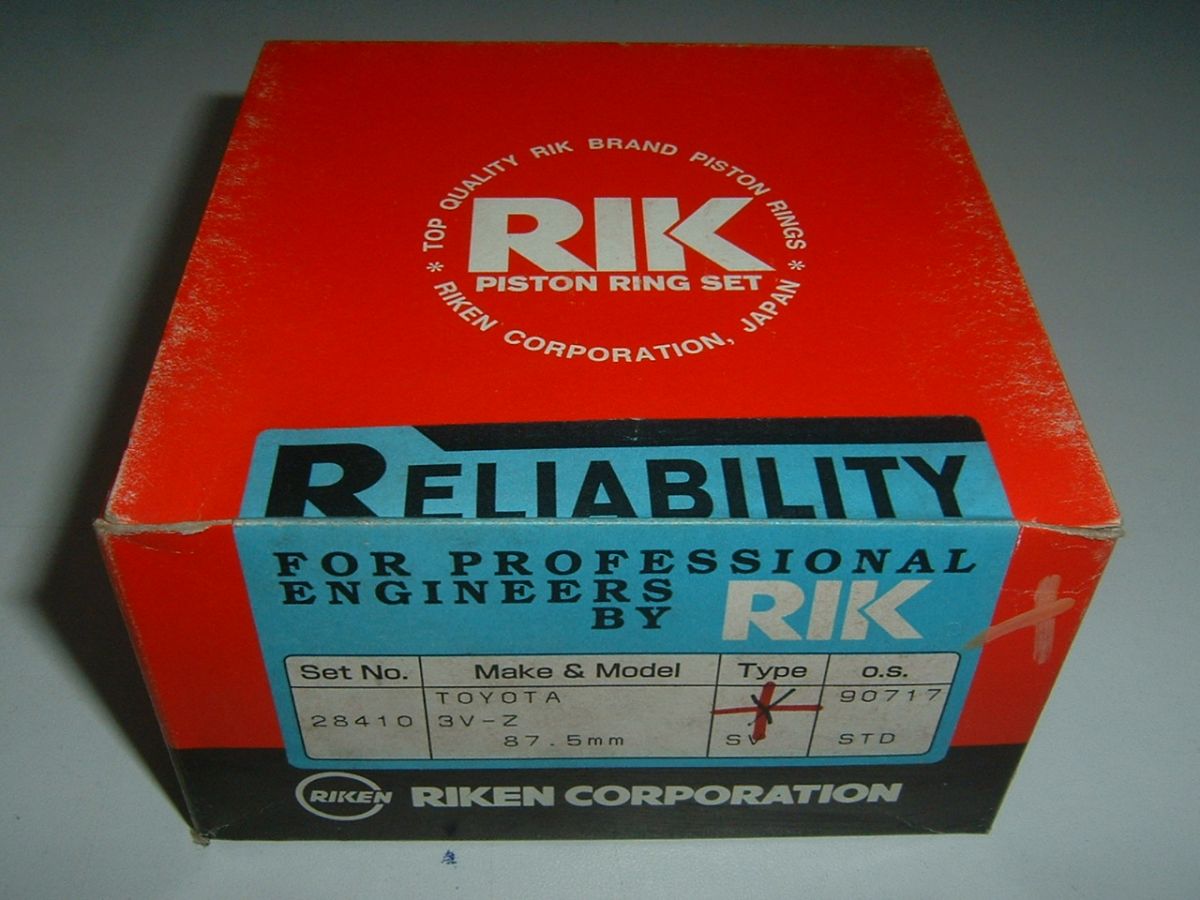 * TOP QUALITY RIK BRAND PISTON RINGS *
RIK
PISTON RING SET
RIKEN CORPORATION, JAPAN
RELIABILITY
FOR PROFESSIONAL
ENGINEERS
BY RIK
Set No. Make & Model Type o.s.
TOYOTA 90717
28410 3V-Z
87.5mm SV STD
RIKEN RIKEN CORPORATION